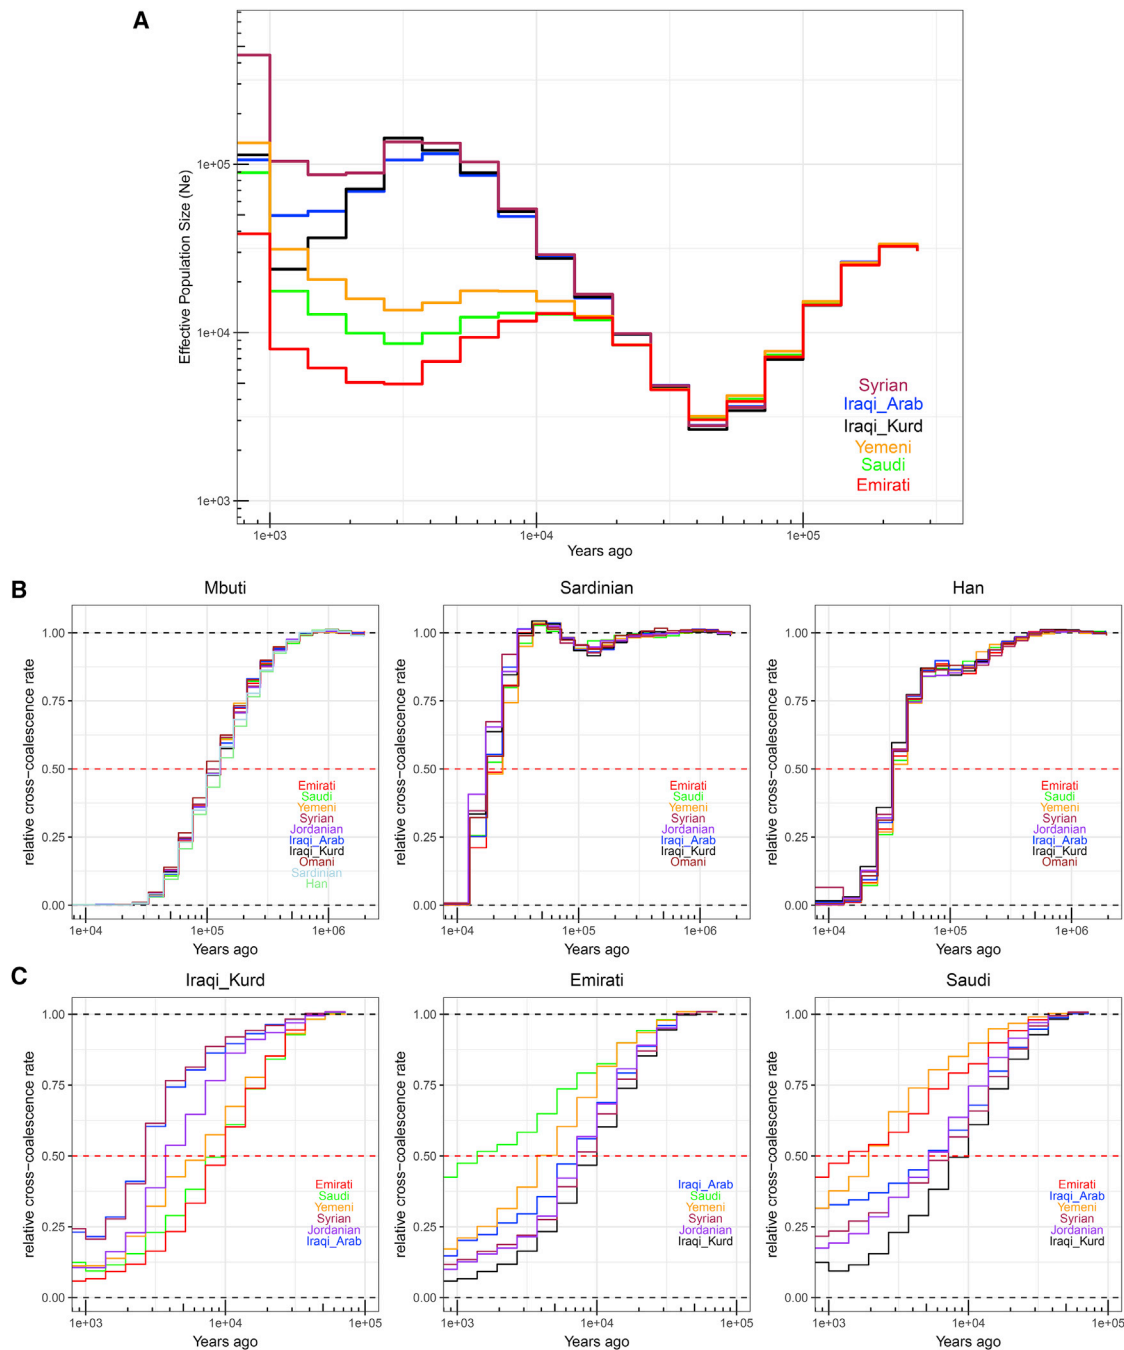 A
Effective Population Size (Ne)
1e+05
1e+04
1e+03
Syrian
Iraqi_Arab
Iraqi_Kurd
Yemeni
Saudi
Emirati
1e+03 1e+04 1e+05
Years ago
B
Mbuti
relative cross−coalescence rate
1.00
0.75
0.50
0.25
0.00
Emirati
Saudi
Yemeni
Syrian
Jordanian
Iraqi_Arab
Iraqi_Kurd
Omani
Sardinian
Han
1e+04 1e+05 1e+06
Years ago
Sardinian
relative cross−coalescence rate
1.00
0.75
0.50
0.25
0.00
Emirati
Saudi
Yemeni
Syrian
Jordanian
Iraqi_Arab
Iraqi_Kurd
Omani
1e+04 1e+05 1e+06
Years ago
Han
relative cross−coalescence rate
1.00
0.75
0.50
0.25
0.00
Emirati
Saudi
Yemeni
Syrian
Jordanian
Iraqi_Arab
Iraqi_Kurd
Omani
1e+04 1e+05 1e+06
Years ago
C
Iraqi_Kurd
relative cross−coalescence rate
1.00
0.75
0.50
0.25
0.00
Emirati
Saudi
Yemeni
Syrian
Jordanian
Iraqi_Arab
1e+03 1e+04 1e+05
Years ago
Emirati
relative cross−coalescence rate
1.00
0.75
0.50
0.25
0.00
Iraqi_Arab
Saudi
Yemeni
Syrian
Jordanian
Iraqi_Kurd
1e+03 1e+04 1e+05
Years ago
Saudi
relative cross−coalescence rate
1.00
0.75
0.50
0.25
0.00
Emirati
Iraqi_Arab
Yemeni
Syrian
Jordanian
Iraqi_Kurd
1e+03 1e+04 1e+05
Years ago